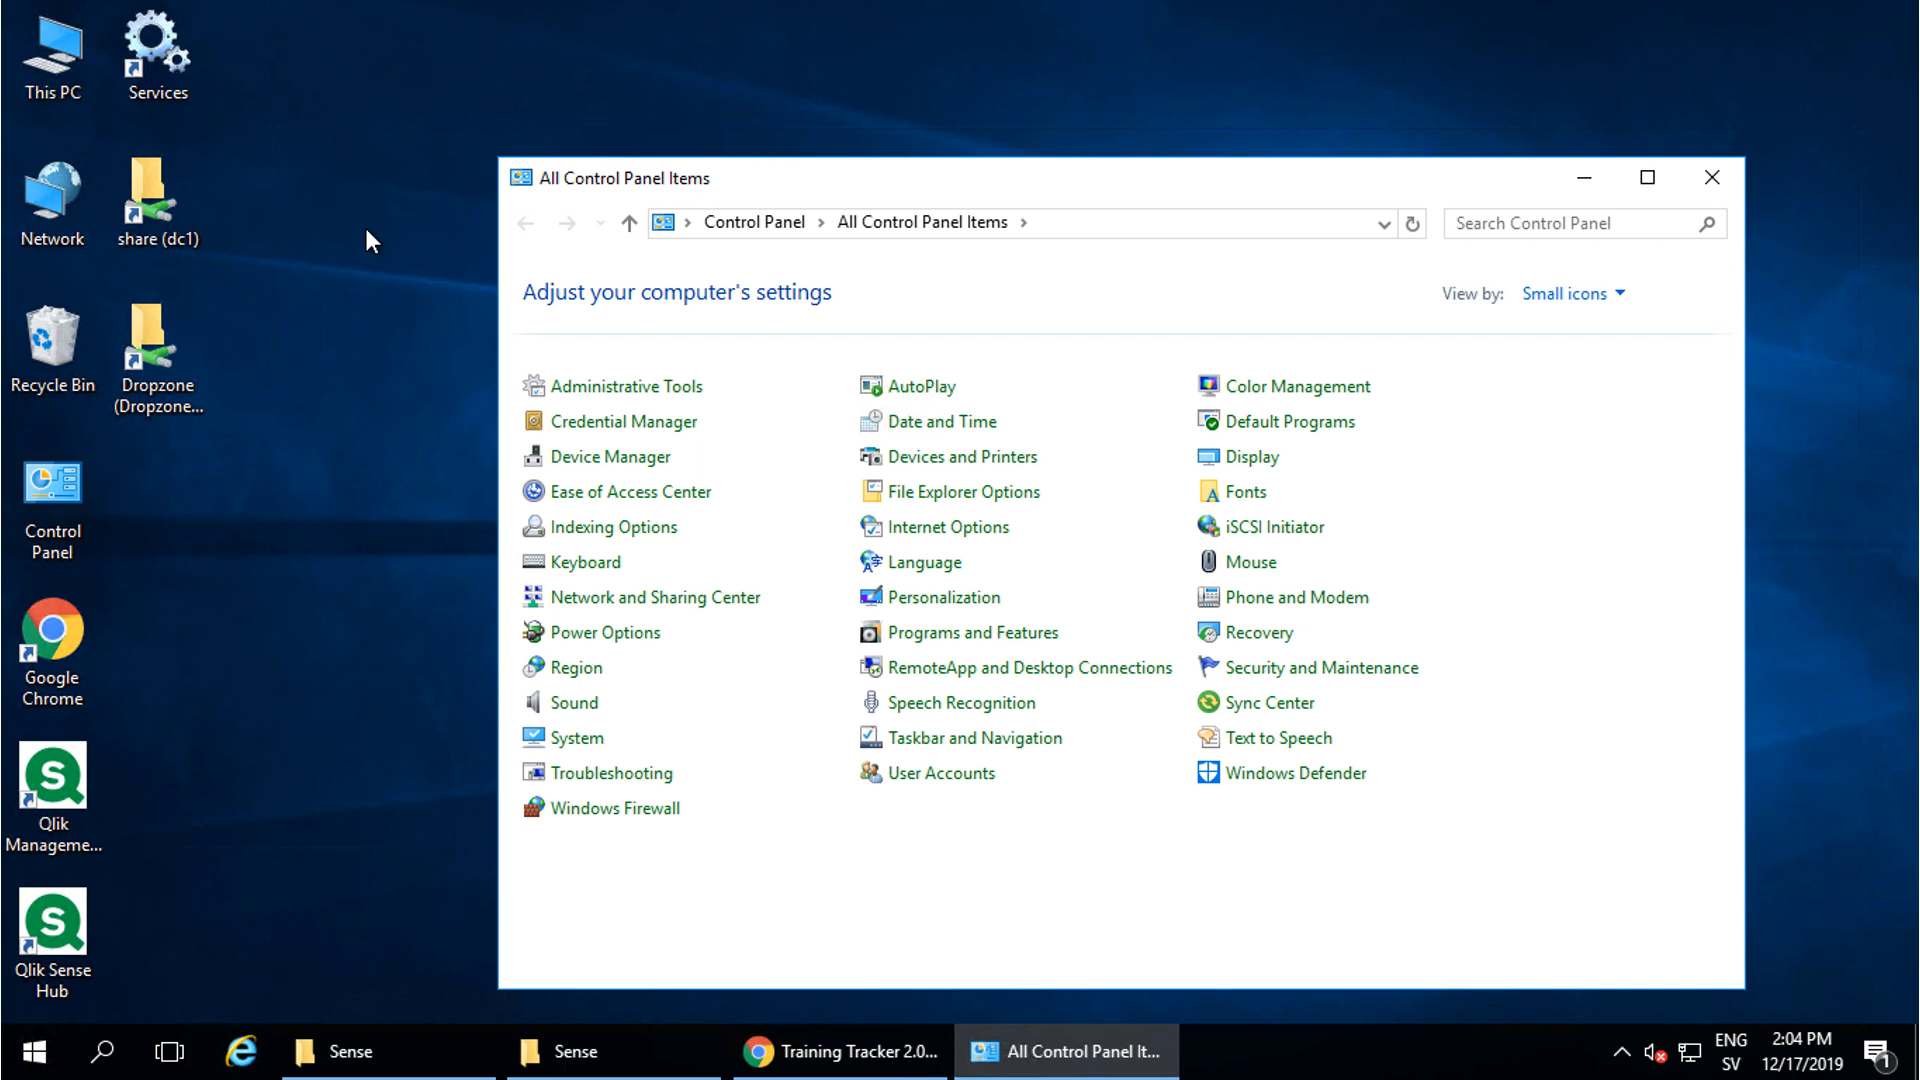 This PC
Services
Network
share (dc1)
Recycle Bin
Dropzone
(Dropzone...
Control
Panel
Google
Chrome
Qlik
Manageme...
Qlik Sense
Hub
All Control Panel Items
Control Panel
All Control Panel Items
Search Control Panel
Adjust your computer's settings
View by: Small icons
Administrative Tools
AutoPlay
Color Management
Credential Manager
Date and Time
Default Programs
Device Manager
Devices and Printers
Display
Ease of Access Center
File Explorer Options
Fonts
Indexing Options
Internet Options
iSCSI Initiator
Keyboard
Language
Mouse
Network and Sharing Center
Personalization
Phone and Modem
Power Options
Programs and Features
Recovery
Region
RemoteApp and Desktop Connections
Security and Maintenance
Sound
Speech Recognition
Sync Center
System
Taskbar and Navigation
Text to Speech
Troubleshooting
User Accounts
Windows Defender
Windows Firewall
Sense
Sense
Training Tracker 2.0...
All Control Panel It...
ENG
SV
2:04 PM
12/17/2019
1